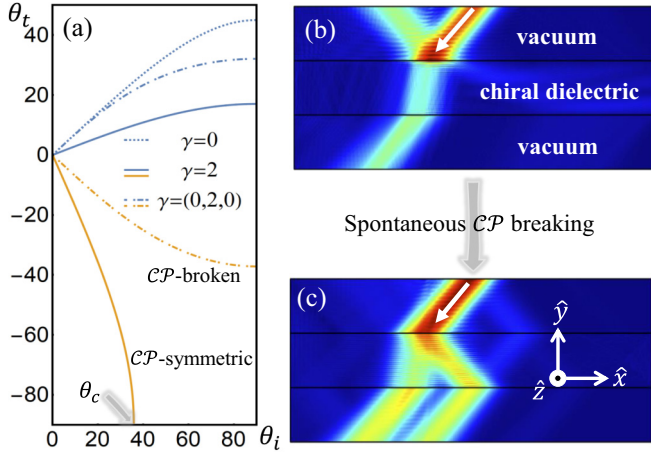 θt
(a)
40
20
0
−20
−40
−60
−80
γ=0
γ=2
γ=(0,2,0)
𝒞𝒫-broken
𝒞𝒫-symmetric
θc
0
20
40
60
80
θi
(b)
vacuum
chiral dielectric
vacuum
Spontaneous 𝒞𝒫 breaking
(c)
ŷ
ẑ
x̂